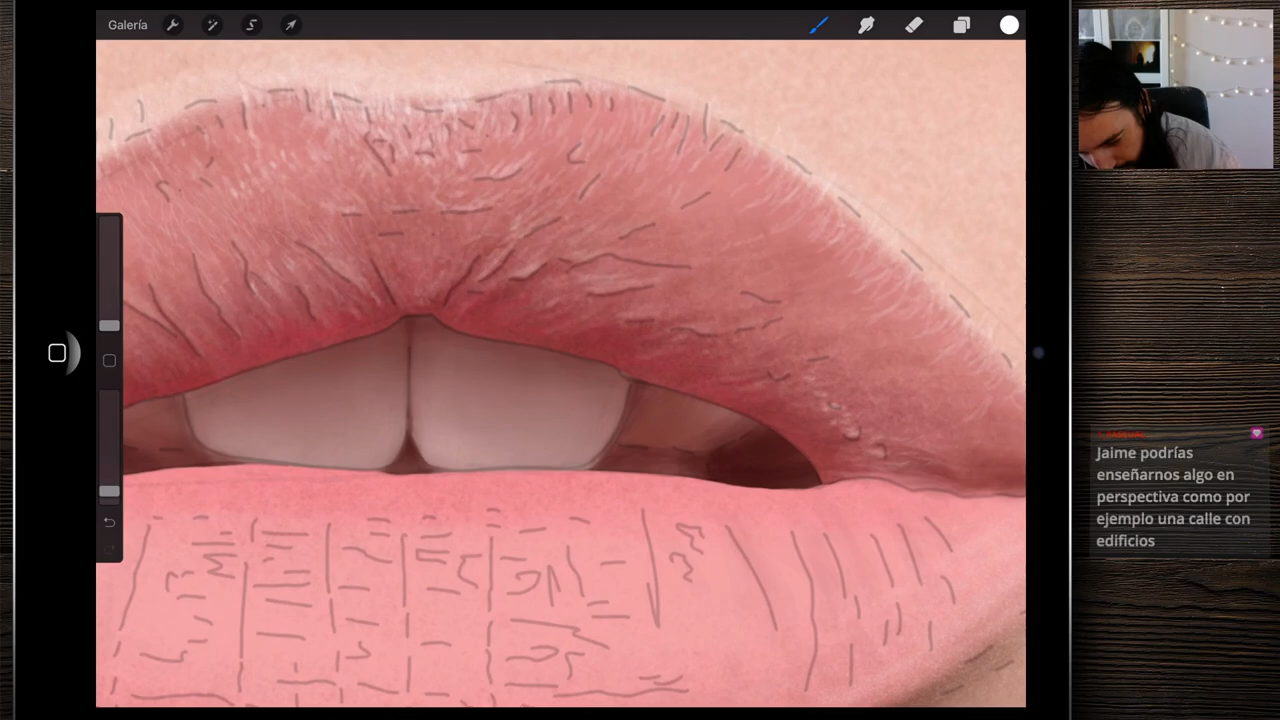 Galería
Jaime podrías
enseñarnos algo en
perspectiva como por
ejemplo una calle con
edificios